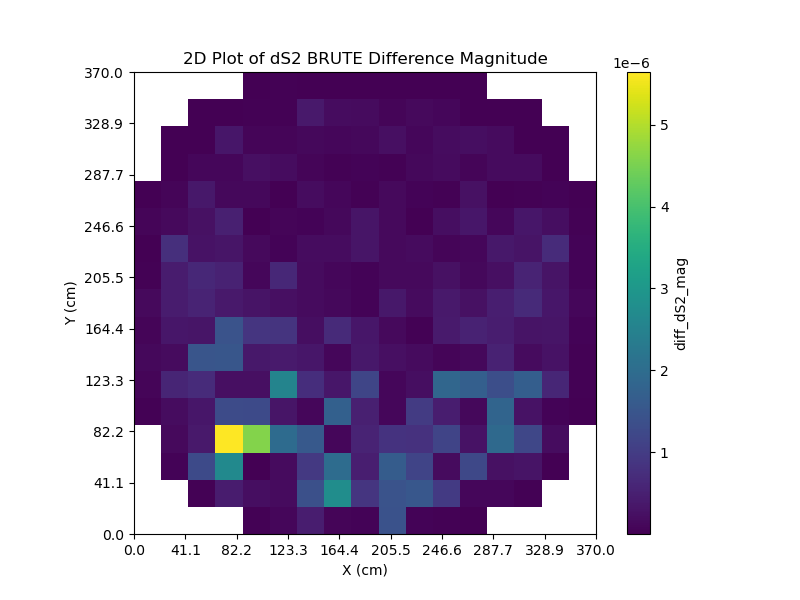 2D Plot of dS2 BRUTE Difference Magnitude
1e−6
370.0
328.9
287.7
246.6
205.5
164.4
123.3
82.2
41.1
0.0
Y (cm)
0.0 41.1 82.2 123.3 164.4 205.5 246.6 287.7 328.9 370.0
X (cm)
5
4
3
2
1
diff_dS2_mag